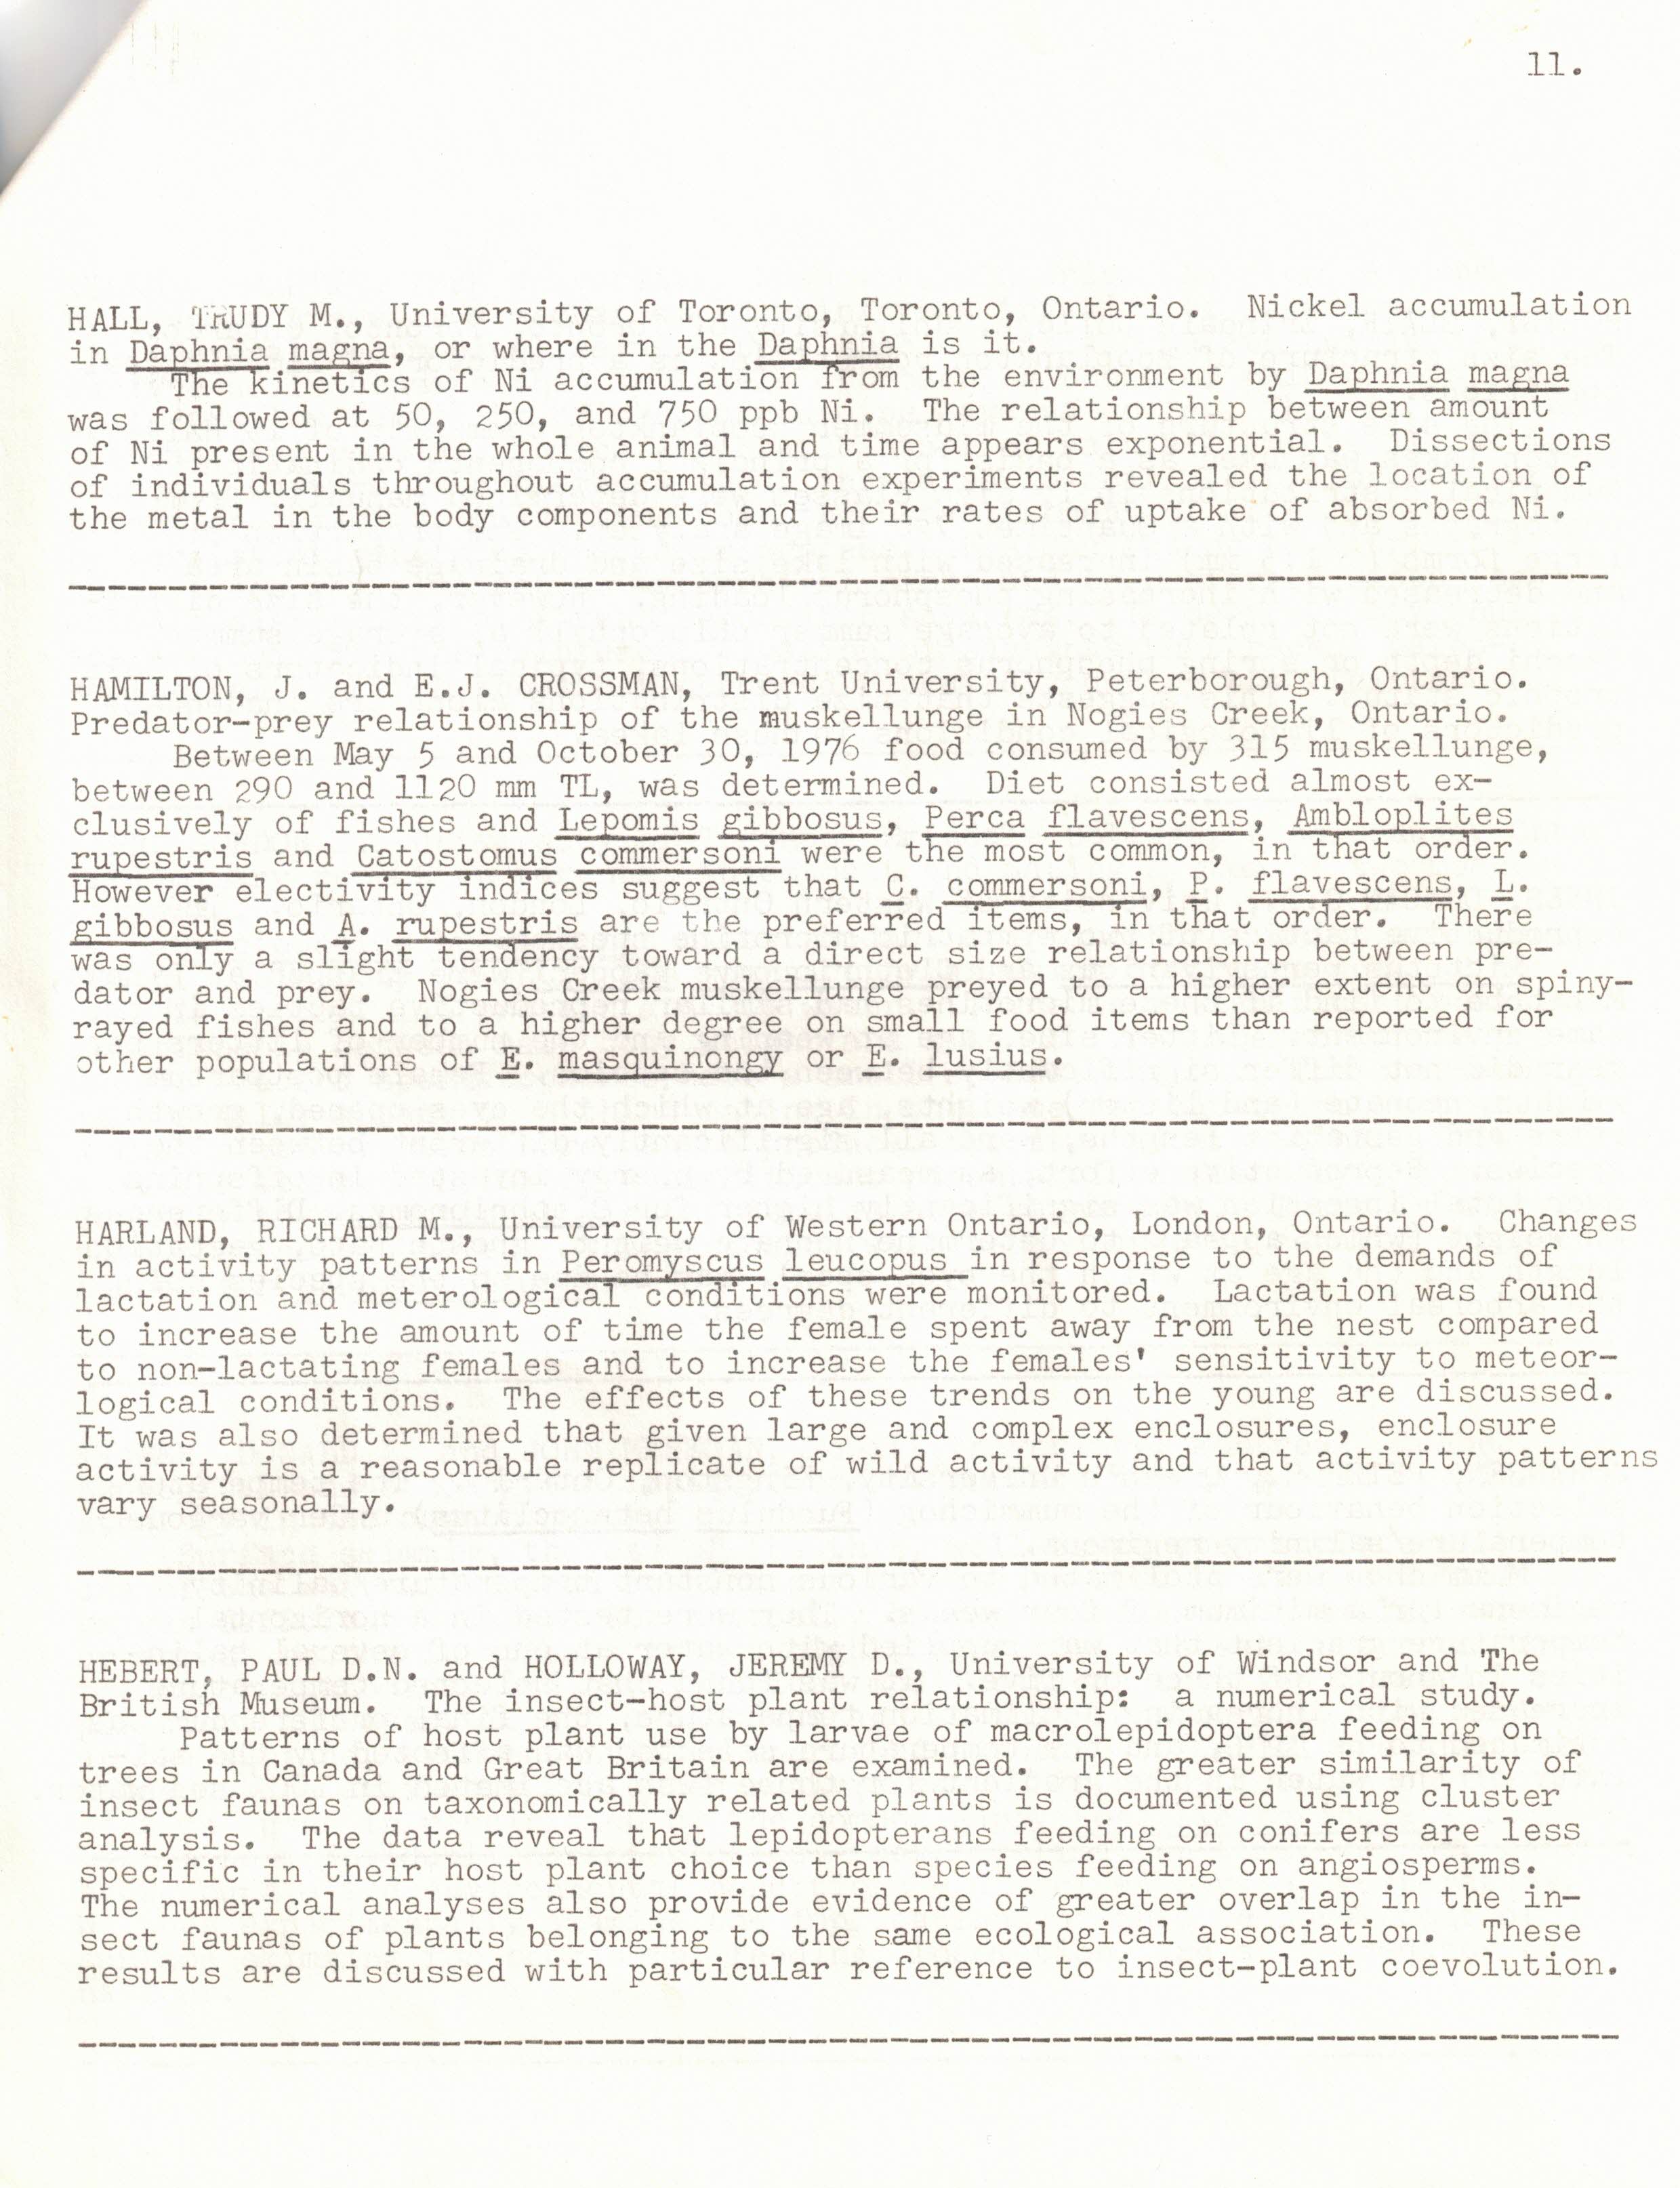 11.
HALL, TRUDY M., University of Toronto, Toronto, Ontario.  Nickel accumulation
in Daphnia magna, or where in the Daphnia is it.
The kinetics of Ni accumulation from the environment by Daphnia magna
was followed at 50, 250, and 750 ppb Ni.  The relationship between amount
of Ni present in the whole animal and time appears exponential.  Dissections
of individuals throughout accumulation experiments revealed the location of
the metal in the body components and their rates of uptake of absorbed Ni.
HAMILTON, J. and E.J. CROSSMAN, Trent University, Peterborough, Ontario.
Predator-prey relationship of the muskellunge in Nogies Creek, Ontario.
Between May 5 and October 30, 1976 food consumed by 315 muskellunge,
between 290 and 1120 mm TL, was determined.  Diet consisted almost ex-
clusively of fishes and Lepomis gibbosus, Perca flavescens, Ambloplites
rupestris and Catostomus commersoni were the most common, in that order.
However electivity indices suggest that C. commersoni, P. flavescens, L.
gibbosus and A. rupestris are the preferred items, in that order.  There
was only a slight tendency toward a direct size relationship between pre-
dator and prey.  Nogies Creek muskellunge preyed to a higher extent on spiny-
rayed fishes and to a higher degree on small food items than reported for
other populations of E. masquinongy or E. lusius.
HARLAND, RICHARD M., University of Western Ontario, London, Ontario.  Changes
in activity patterns in Peromyscus leucopus in response to the demands of
lactation and meterological conditions were monitored.  Lactation was found
to increase the amount of time the female spent away from the nest compared
to non-lactating females and to increase the females' sensitivity to meteor-
logical conditions.  The effects of these trends on the young are discussed.
It was also determined that given large and complex enclosures, enclosure
activity is a reasonable replicate of wild activity and that activity patterns
vary seasonally.
HEBERT, PAUL D.N. and HOLLOWAY, JEREMY D., University of Windsor and The
British Museum.  The insect-host plant relationship:  a numerical study.
Patterns of host plant use by larvae of macrolepidoptera feeding on
trees in Canada and Great Britain are examined.  The greater similarity of
insect faunas on taxonomically related plants is documented using cluster
analysis.  The data reveal that lepidopterans feeding on conifers are less
specific in their host plant choice than species feeding on angiosperms.
The numerical analyses also provide evidence of greater overlap in the in-
sect faunas of plants belonging to the same ecological association.  These
results are discussed with particular reference to insect-plant coevolution.